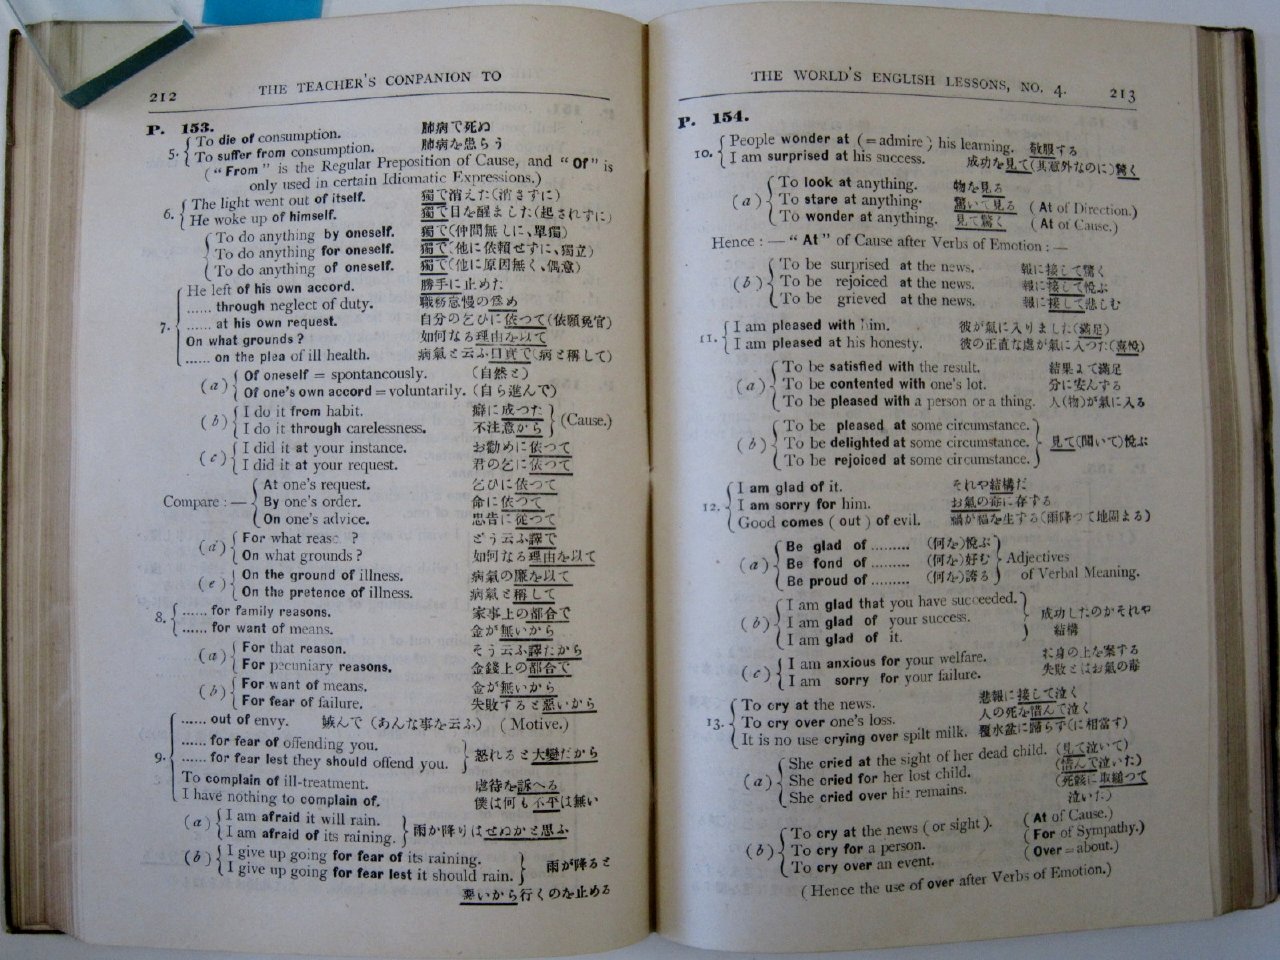 212
THE TEACHER'S CONPANION TO
P. 153.
5. To die of consumption. 肺病で死ぬ
To suffer from consumption. 肺病を患らう
("From" is the Regular Preposition of Cause, and "Of" is
only used in certain Idiomatic Expressions.)
6. The light went out of itself. 獨で消えた(消さずに)
He woke up of himself. 獨で目を醒ました(起されずに)
To do anything by oneself. 獨で(仲間無しに、單獨)
To do anything for oneself. 獨で(他に依頼せずに、獨立)
To do anything of oneself. 獨で(他に原因無く、偶意)
7. He left of his own accord. 勝手に止めた
...... through neglect of duty. 職務怠慢の爲め
...... at his own request. 自分の乞ひに依つて(依願免官)
On what grounds? 如何なる理由を以て
...... on the plea of ill health. 病氣と云ふ口實で(病と稱して)
(a) Of oneself = spontancously. (自然と)
Of one's own accord = voluntarily. (自ら進んで)
(b) I do it from habit. 癖に成つた
I do it through carelessness. 不注意から (Cause.)
(c) I did it at your instance. お勸めに依つて
I did it at your request. 君の乞に依つて
Compare:— At one's request. 乞ひに依つて
By one's order. 命に依つて
On one's advice. 忠告に従つて
(d) For what reaso ? どう云ふ譯で
On what grounds? 如何なる理由を以て
(e) On the ground of illness. 病氣の廉を以て
On the pretence of illness. 病氣と稱して
8. ...... for family reasons. 家事上の都合で
...... for want of means. 金が無いから
(a) For that reason. そう云ふ譯だから
For pecuniary reasons. 金錢上の都合で
(b) For want of means. 金が無いから
For fear of failure. 失敗すると悪いから
9. ...... out of envy. 嫉んで (あんな事を云ふ) (Motive.)
...... for fear of offending you.
...... for fear lest they should offend you. 怒れると大變だから
To complain of ill-treatment. 虐待を訴へる
I have nothing to complain of. 僕は何も不平は無い
(a) I am afraid it will rain.
I am afraid of its raining. 雨か降りはせぬかと思ふ
(b) I give up going for fear of its raining.
I give up going for fear lest it should rain. 雨が降ると
悪いから行くのを止める
THE WORLD'S ENGLISH LESSONS, NO. 4.
213
P. 154.
10. People wonder at (=admire) his learning. 敬服する
I am surprised at his success. 成功を見て(其意外なのに)驚く
(a) To look at anything. 物を見る
To stare at anything. 驚いて見る (At of Direction.)
To wonder at anything. 見て驚く (At of Cause.)
Hence:—"At" of Cause after Verbs of Emotion:—
(b) To be surprised at the news. 報に接して驚く
To be rejoiced at the news. 報に接して悅ぶ
To be grieved at the news. 報に接して悲しむ
11. I am pleased with him. 彼が氣に入りました(滿足)
I am pleased at his honesty. 彼の正直な處が氣に入つた(喜悅)
(a) To be satisfied with the result. 結果よて滿足
To be contented with one's lot. 分に安んする
To be pleased with a person or a thing. 人(物)が氣に入る
(b) To be pleased at some circumstance.
To be delighted at some circumstance. 見て(聞いて)悅ぶ
To be rejoiced at some circumstance.
12. I am glad of it. それや結構だ
I am sorry for him. お氣の毒に存する
Good comes (out) of evil. 禍が福を生する(雨降つて地固まる)
(a) Be glad of ......... (何を)悅ぶ
Be fond of ......... (何を)好む Adjectives
Be proud of ......... (何を)誇る of Verbal Meaning.
(b) I am glad that you have succeeded.
I am glad of your success. 成功したのかそれや
I am glad of it. 結構
(c) I am anxious for your welfare. 身の上を案する
I am sorry for your failure. 失敗とはお氣の毒
13. To cry at the news. 悲報に接して泣く
To cry over one's loss. 人の死を惜んで泣く
It is no use crying over spilt milk. 覆水盆に歸らず(に相當す)
(a) She cried at the sight of her dead child. (見て泣いて)
She cried for her lost child. (惜んで泣いた)
She cried over his remains. (死骸に取縋つて
泣いた)
(b) To cry at the news (or sight). (At of Cause.)
To cry for a person. (For of Sympathy.)
To cry over an event. (Over=about.)
(Hence the use of over after Verbs of Emotion.)